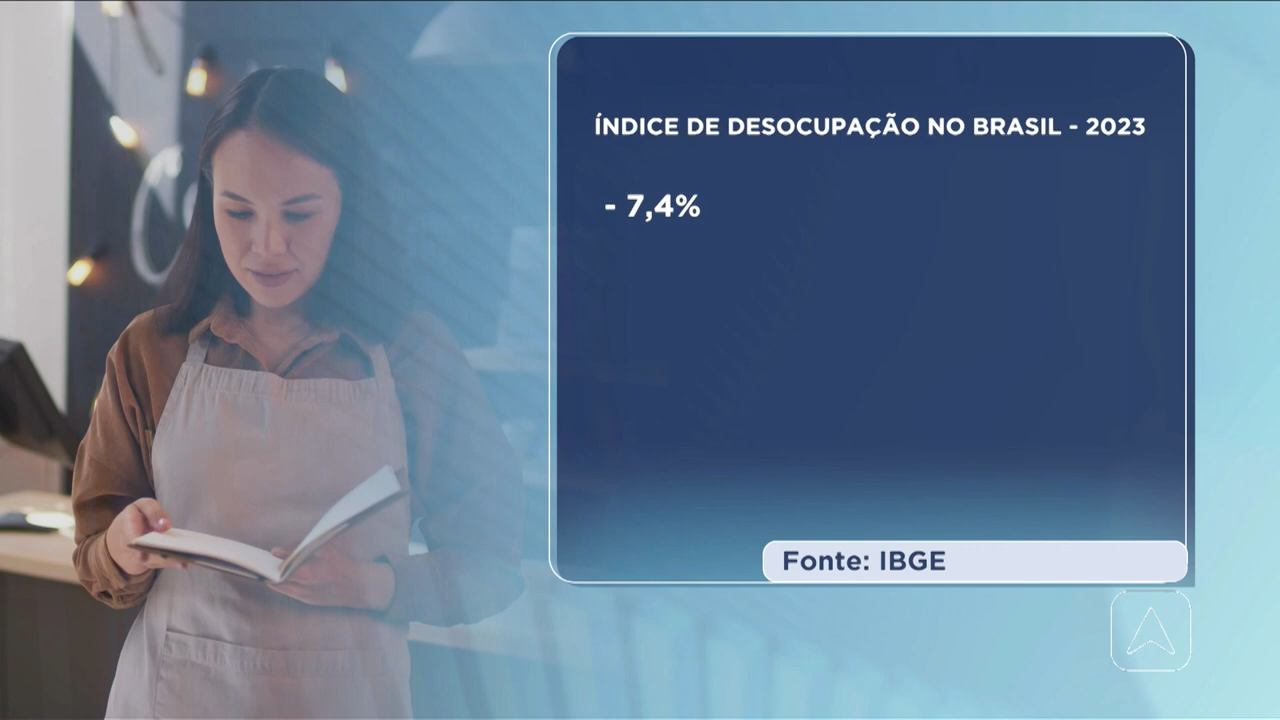 ÍNDICE DE DESOCUPAÇÃO NO BRASIL - 2023
- 7,4%
Fonte: IBGE